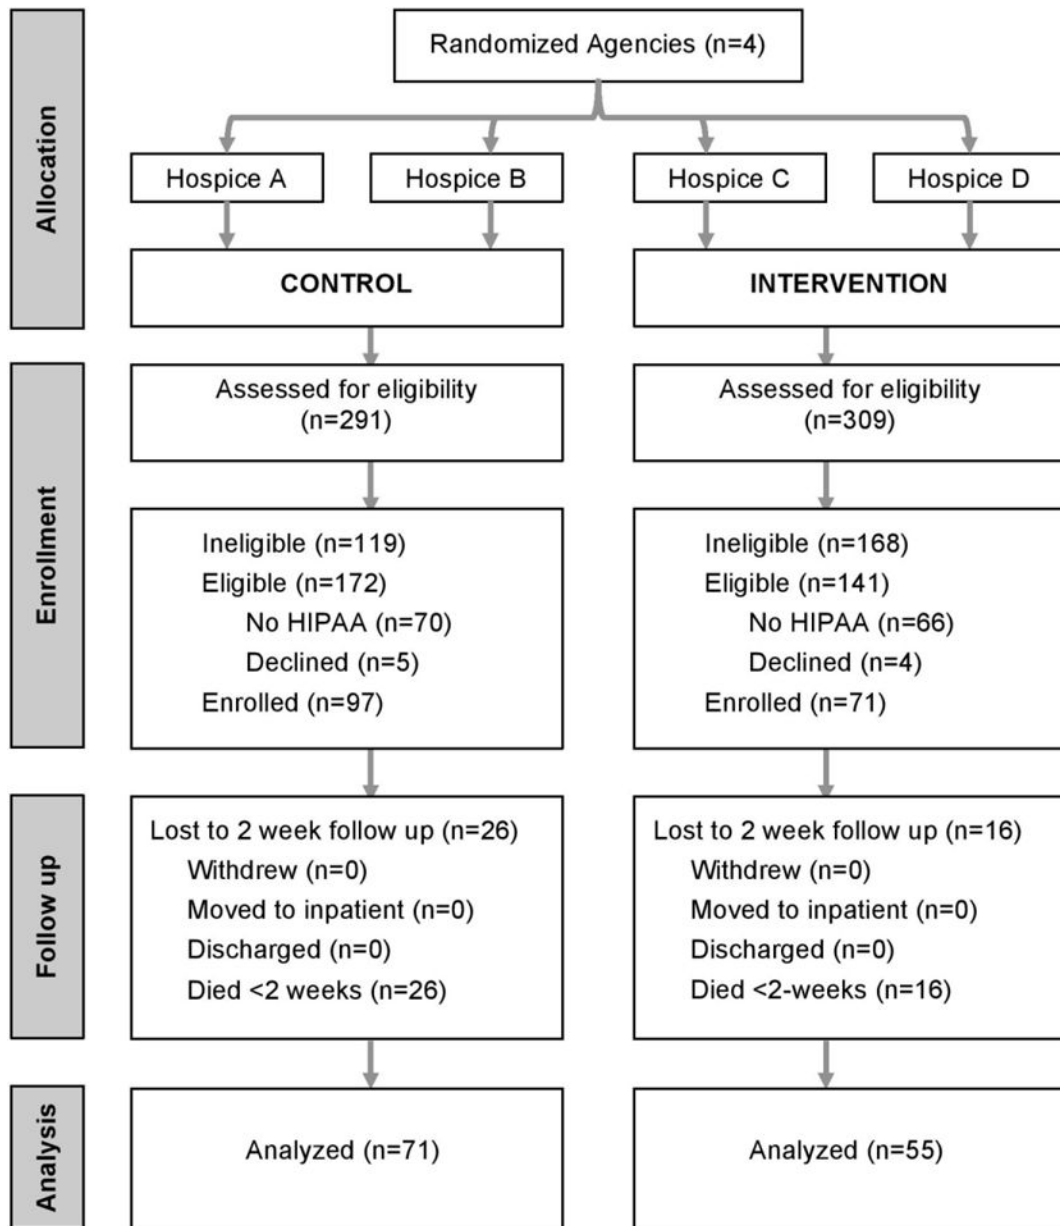 Randomized Agencies (n=4)
Allocation
Hospice A
Hospice B
Hospice C
Hospice D
CONTROL
INTERVENTION
Enrollment
Assessed for eligibility
(n=291)
Assessed for eligibility
(n=309)
Ineligible (n=119)
Eligible (n=172)
No HIPAA (n=70)
Declined (n=5)
Enrolled (n=97)
Ineligible (n=168)
Eligible (n=141)
No HIPAA (n=66)
Declined (n=4)
Enrolled (n=71)
Follow up
Lost to 2 week follow up (n=26)
Withdrew (n=0)
Moved to inpatient (n=0)
Discharged (n=0)
Died <2 weeks (n=26)
Lost to 2 week follow up (n=16)
Withdrew (n=0)
Moved to inpatient (n=0)
Discharged (n=0)
Died <2-weeks (n=16)
Analysis
Analyzed (n=71)
Analyzed (n=55)